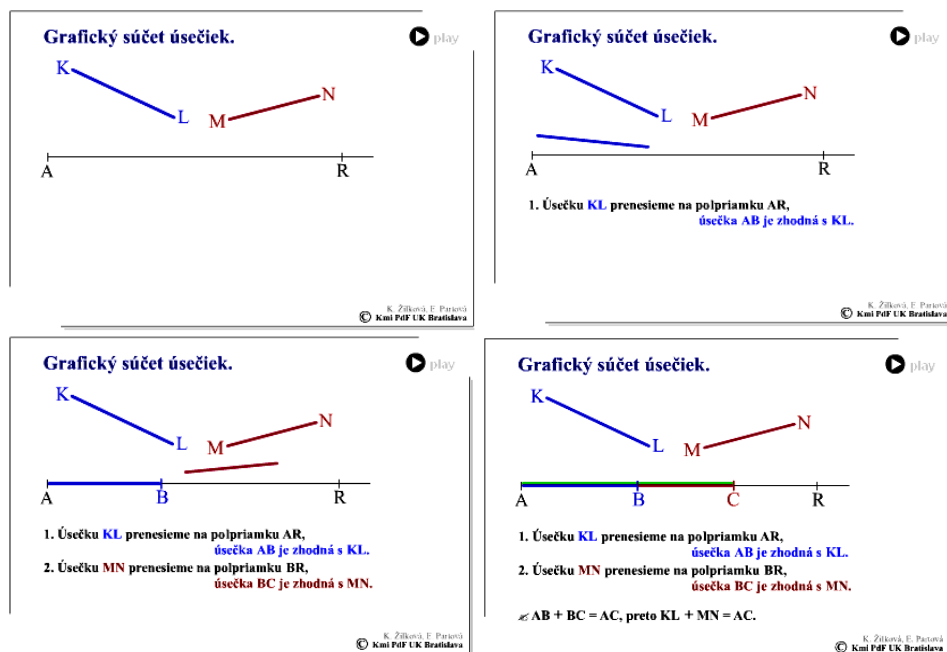 Grafický súčet úsečiek.
play
K
L
M
N
A
R
Grafický súčet úsečiek.
play
K
L
M
N
A
R
1. Úsečku KL prenesieme na polpriamku AR,
úsečka AB je zhodná s KL.
K. Žilková, E. Partová
© Kmi PdF UK Bratislava
K. Žilková, E. Partová
© Kmi PdF UK Bratislava
Grafický súčet úsečiek.
play
K
L
M
N
A
B
R
1. Úsečku KL prenesieme na polpriamku AR,
úsečka AB je zhodná s KL.
2. Úsečku MN prenesieme na polpriamku BR,
úsečka BC je zhodná s MN.
K. Žilková, E. Partová
© Kmi PdF UK Bratislava
Grafický súčet úsečiek.
play
K
L
M
N
A
B
C
R
1. Úsečku KL prenesieme na polpriamku AR,
úsečka AB je zhodná s KL.
2. Úsečku MN prenesieme na polpriamku BR,
úsečka BC je zhodná s MN.
✍ AB + BC = AC, preto KL + MN = AC.
K. Žilková, E. Partová
© Kmi PdF UK Bratislava